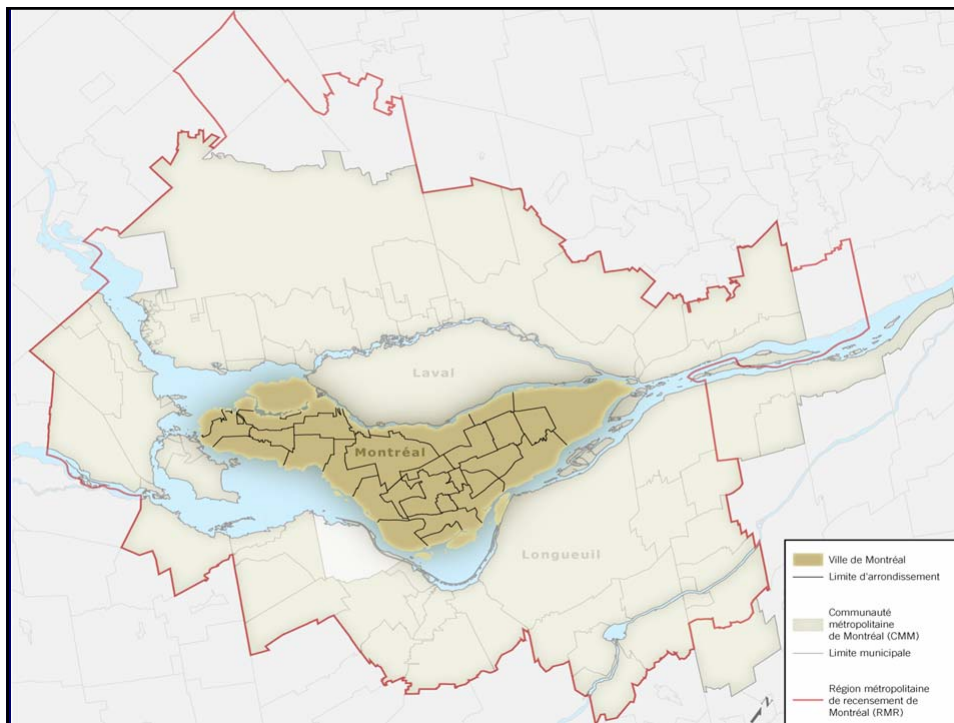 Laval
Montréal
Longueuil
Ville de Montréal
Limite d'arrondissement
Communauté
métropolitaine
de Montréal (CMM)
Limite municipale
Région métropolitaine
de recensement de
Montréal (RMR)
N